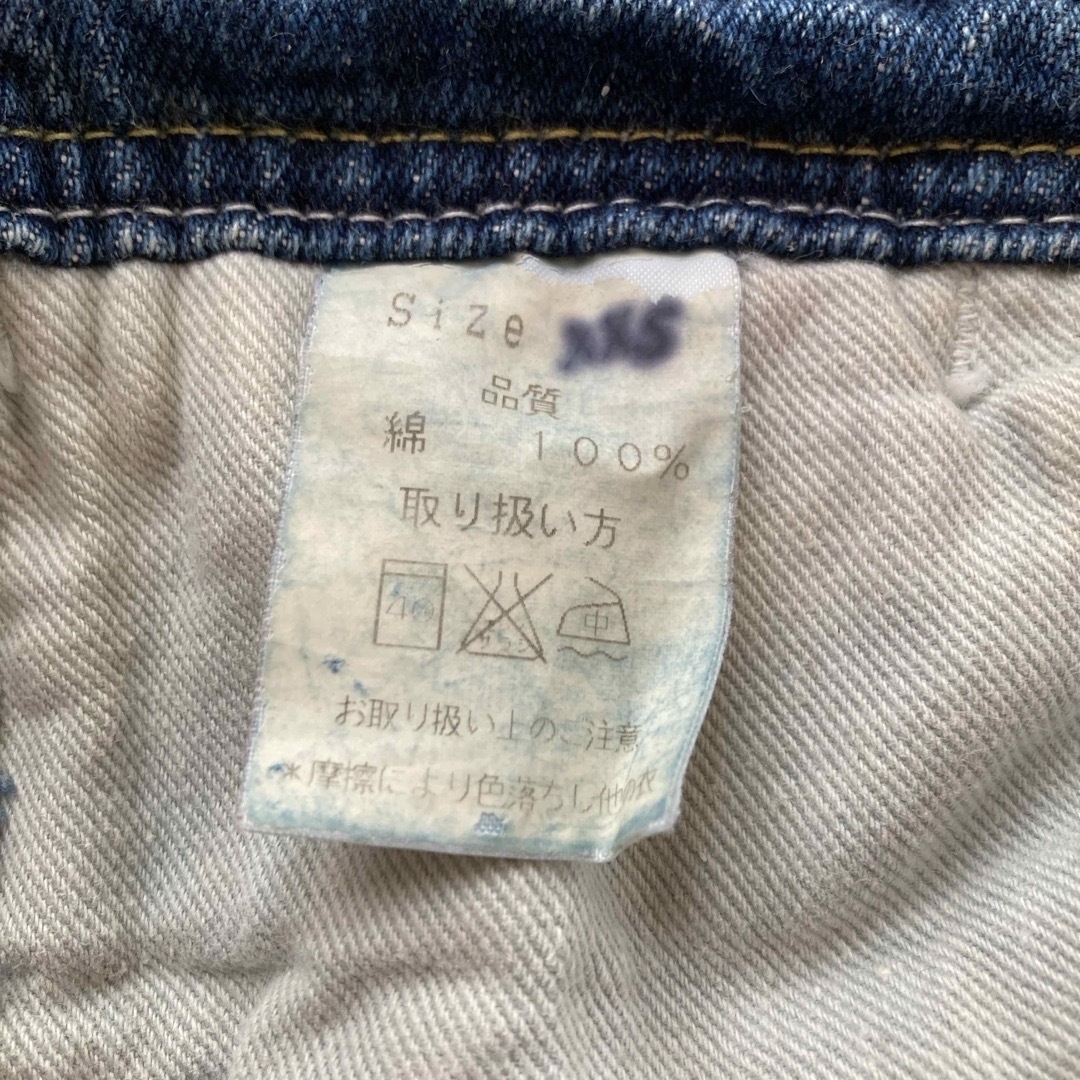 Size XXS
品質
綿 100%
取り扱い方
40
中
お取り扱い上のご注意
*摩擦により色落ちし他の衣